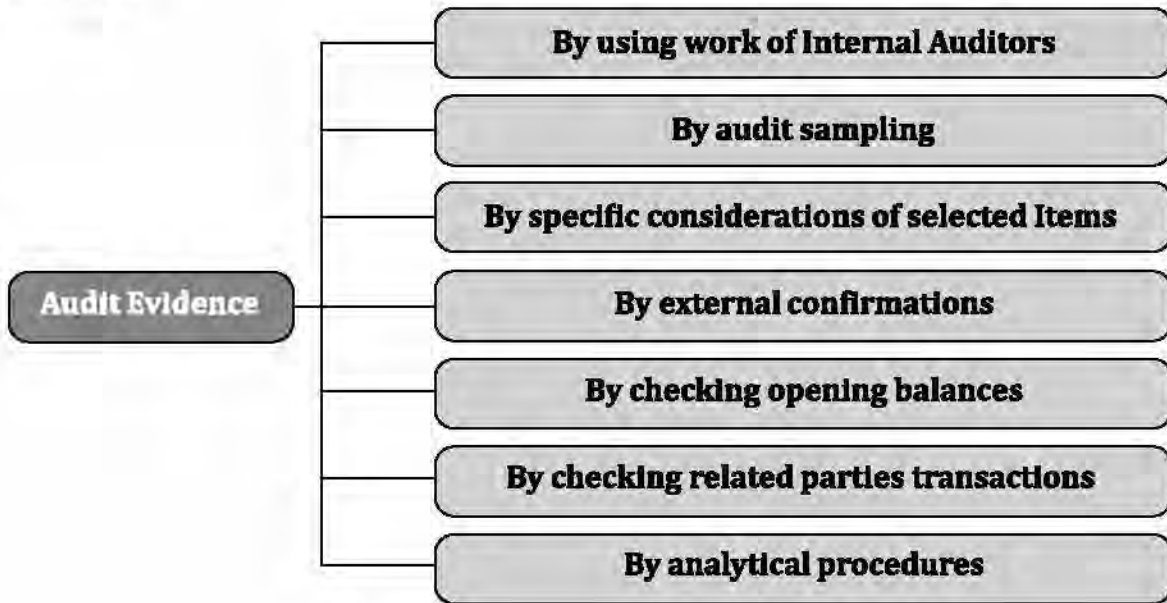 By using work of Internal Auditors
By audit sampling
By specific considerations of selected Items
Audit Evidence
By external confirmations
By checking opening balances
By checking related parties transactions
By analytical procedures